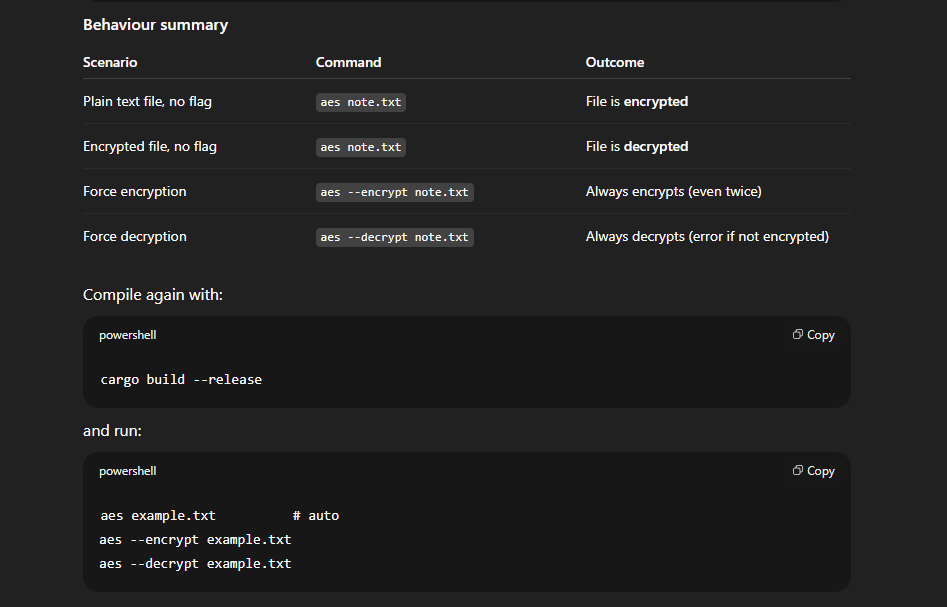 Behaviour summary
Scenario Command Outcome
Plain text file, no flag aes note.txt File is encrypted
Encrypted file, no flag aes note.txt File is decrypted
Force encryption aes --encrypt note.txt Always encrypts (even twice)
Force decryption aes --decrypt note.txt Always decrypts (error if not encrypted)
Compile again with:
powershell Copy
cargo build --release
and run:
powershell Copy
aes example.txt # auto
aes --encrypt example.txt
aes --decrypt example.txt